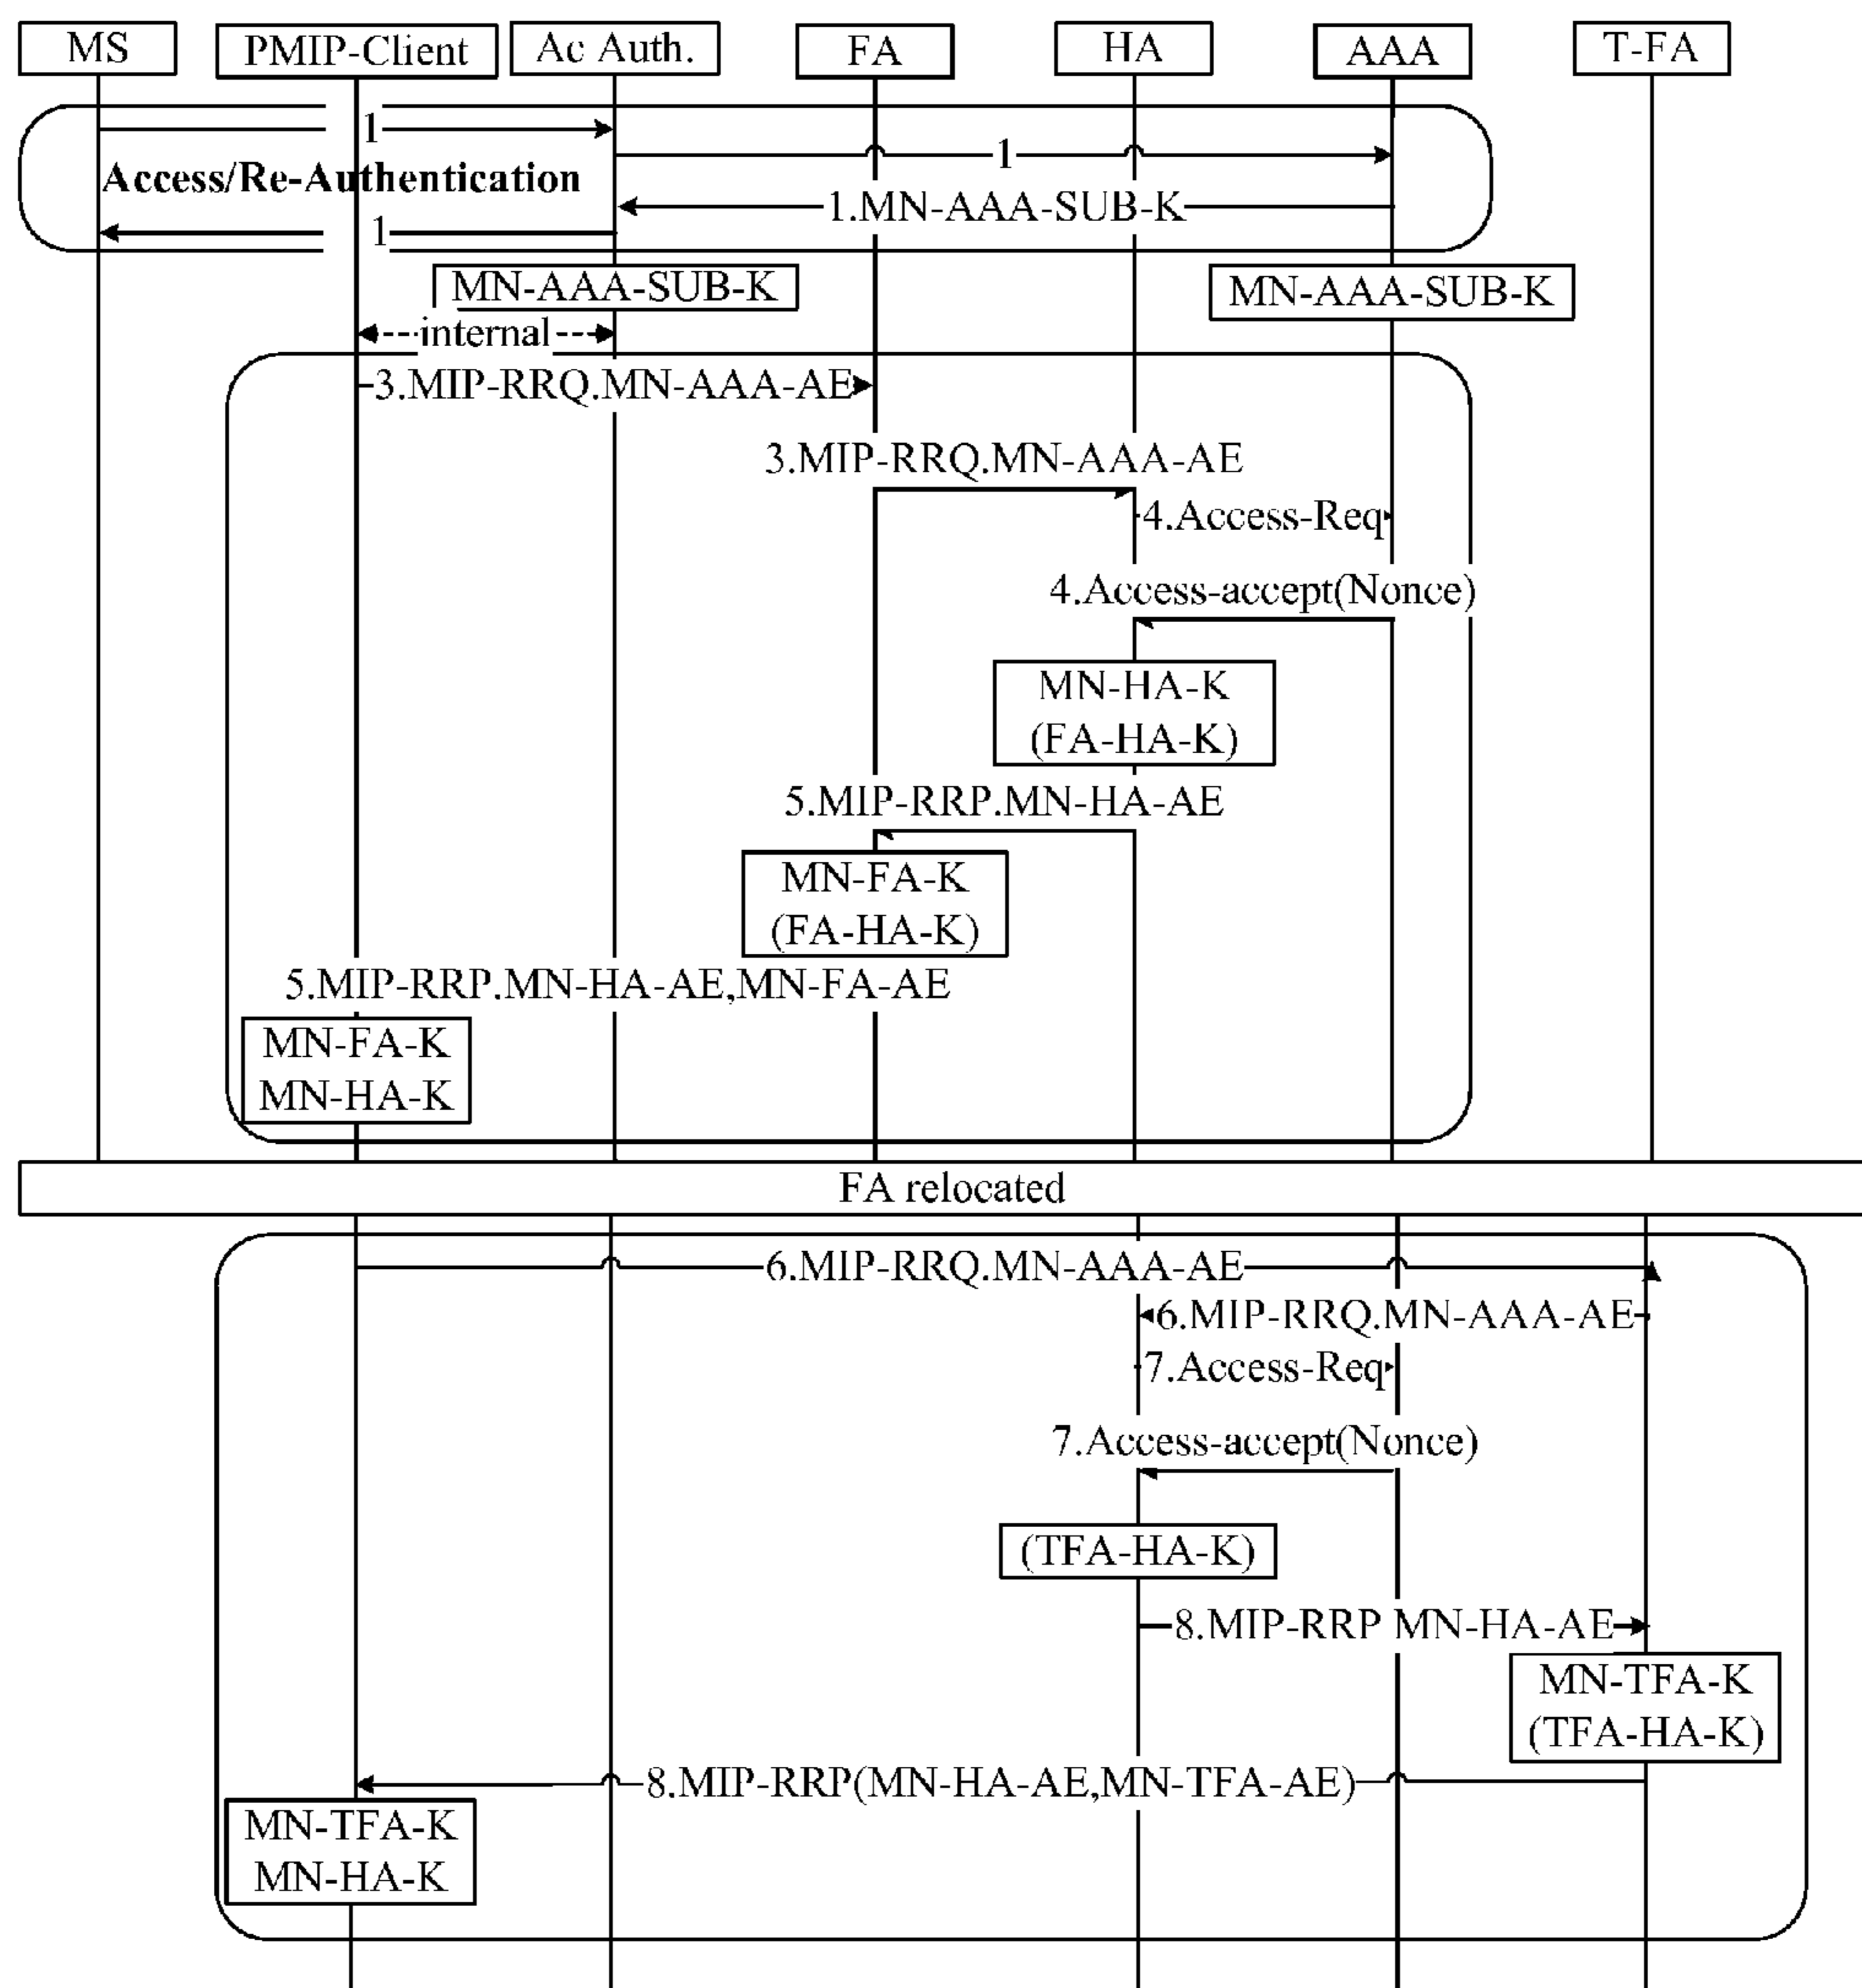 MS
PMIP-Client
Ac Auth.
FA
HA
AAA
T-FA
1
1
Access/Re-Authentication
1.MN-AAA-SUB-K
1
MN-AAA-SUB-K
MN-AAA-SUB-K
internal
3.MIP-RRQ.MN-AAA-AE
3.MIP-RRQ.MN-AAA-AE
4.Access-Req
4.Access-accept(Nonce)
MN-HA-K
(FA-HA-K)
5.MIP-RRP.MN-HA-AE
MN-FA-K
(FA-HA-K)
5.MIP-RRP.MN-HA-AE,MN-FA-AE
MN-FA-K
MN-HA-K
FA relocated
6.MIP-RRQ.MN-AAA-AE
6.MIP-RRQ.MN-AAA-AE
7.Access-Req
7.Access-accept(Nonce)
(TFA-HA-K)
8.MIP-RRP MN-HA-AE
MN-TFA-K
(TFA-HA-K)
8.MIP-RRP(MN-HA-AE,MN-TFA-AE)
MN-TFA-K
MN-HA-K